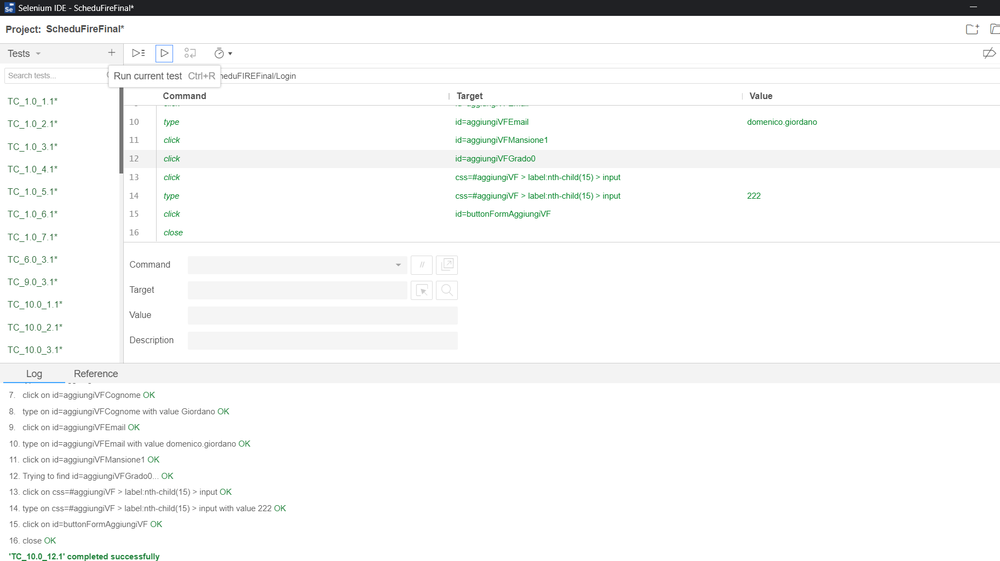 Selenium IDE - ScheduFireFinal*
Project: ScheduFireFinal*
Tests
Search tests...
Run current test Ctrl+R
heduFIREFinal/Login
Command Target Value
10 type id=aggiungiVFEmail domenico.giordano
11 click id=aggiungiVFMansione1
12 click id=aggiungiVFGrado0
13 click css=#aggiungiVF > label:nth-child(15) > input
14 type css=#aggiungiVF > label:nth-child(15) > input 222
15 click id=buttonFormAggiungiVF
16 close
TC_1.0_1.1*
TC_1.0_2.1*
TC_1.0_3.1*
TC_1.0_4.1*
TC_1.0_5.1*
TC_1.0_6.1*
TC_1.0_7.1*
TC_6.0_3.1*
TC_9.0_3.1*
TC_10.0_1.1*
TC_10.0_2.1*
TC_10.0_3.1*
Command //
Target
Value
Description
Log Reference
7. click on id=aggiungiVFCognome OK
8. type on id=aggiungiVFCognome with value Giordano OK
9. click on id=aggiungiVFEmail OK
10. type on id=aggiungiVFEmail with value domenico.giordano OK
11. click on id=aggiungiVFMansione1 OK
12. Trying to find id=aggiungiVFGrado0... OK
13. click on css=#aggiungiVF > label:nth-child(15) > input OK
14. type on css=#aggiungiVF > label:nth-child(15) > input with value 222 OK
15. click on id=buttonFormAggiungiVF OK
16. close OK
'TC_10.0_12.1' completed successfully